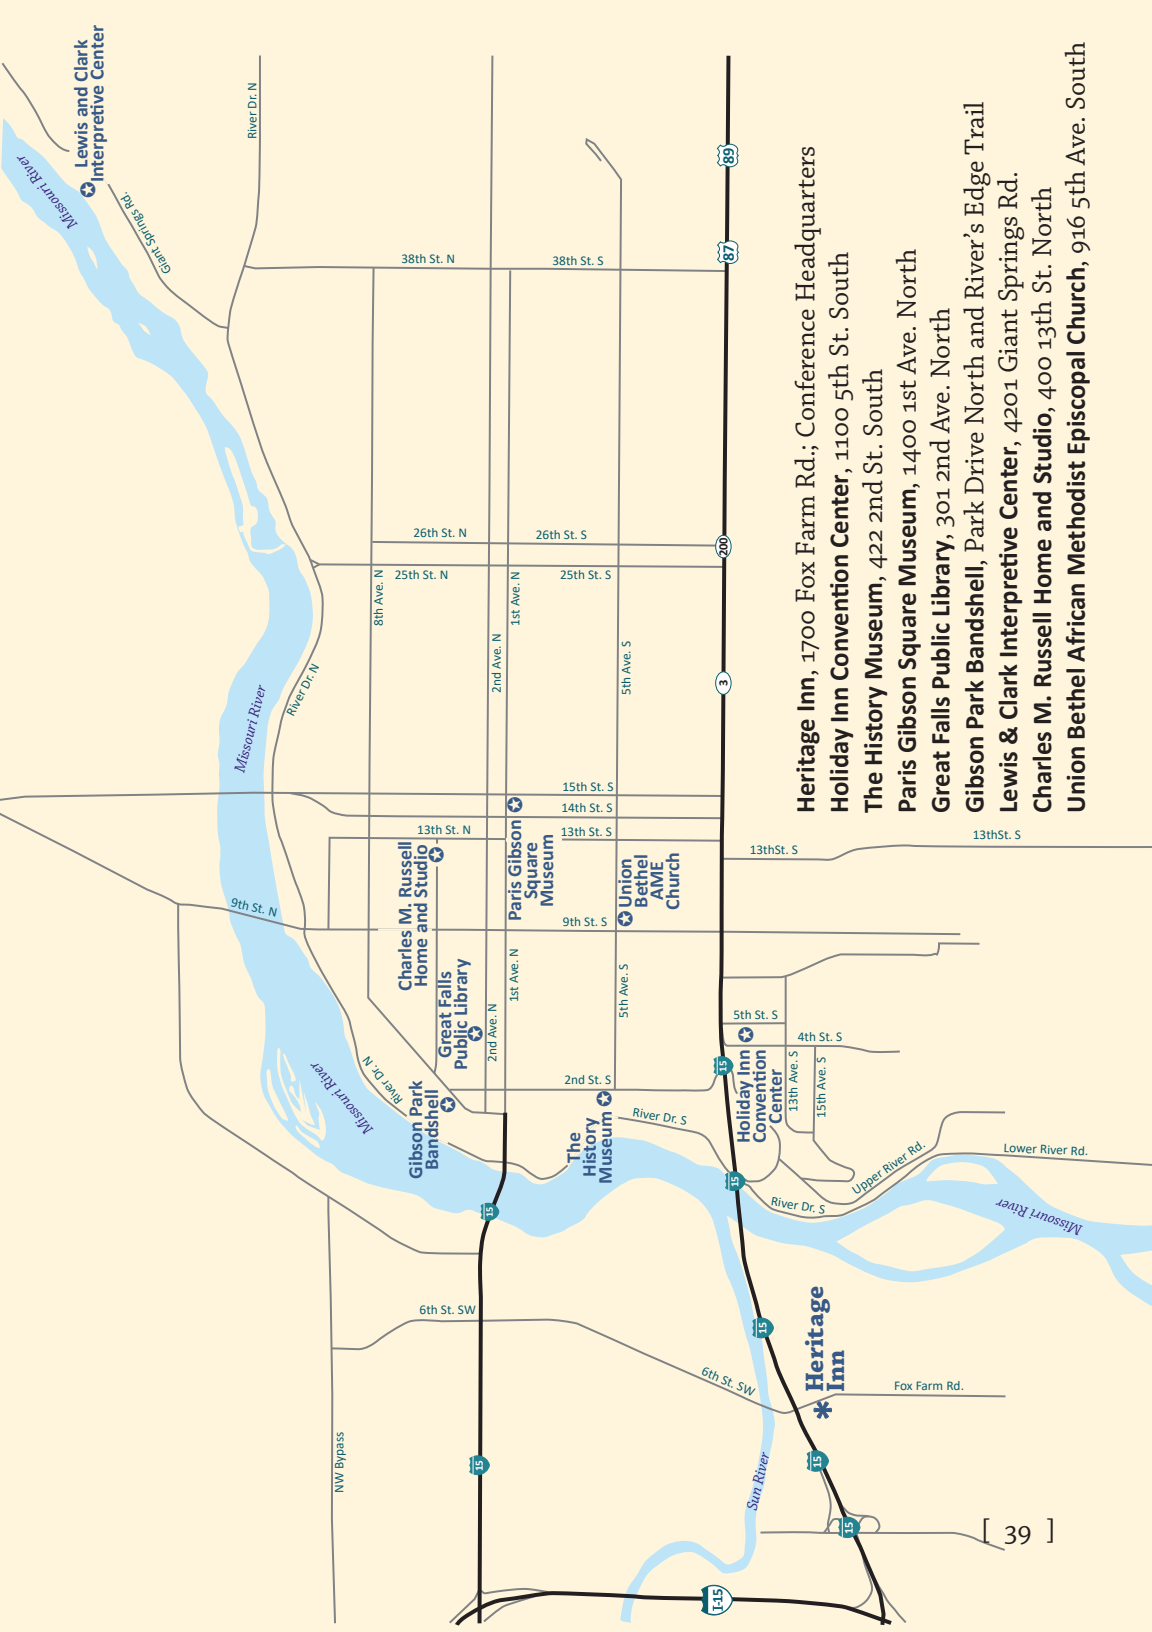 Lewis and Clark
Interpretive Center
Missouri River
Giant Springs Rd.
River Dr. N
38th St. N
38th St. S
89
87
26th St. N
26th St. S
200
25th St. N
25th St. S
8th Ave. N
1st Ave. N
2nd Ave. N
5th Ave. S
3
River Dr. N
Missouri River
15th St. S
14th St. S
13th St. N
13th St. S
13thSt. S
13thSt. S
Charles M. Russell
Home and Studio
Paris Gibson
Square
Museum
Union
Bethel
AME
Church
9th St. N
9th St. S
Great Falls
Public Library
1st Ave. N
2nd Ave. N
5th Ave. S
5th St. S
4th St. S
15
Holiday Inn
Convention
Center
13th Ave. S
15th Ave. S
2nd St. S
River Dr. N
Missouri River
Gibson Park
Bandshell
The
History
Museum
River Dr. S
15
15
River Dr. S
Upper River Rd.
Lower River Rd.
Missouri River
6th St. SW
6th St. SW
15
Heritage
Inn
Fox Farm Rd.
NW Bypass
15
15
Sun River
15
I-15
Heritage Inn, 1700 Fox Farm Rd.; Conference Headquarters
Holiday Inn Convention Center, 1100 5th St. South
The History Museum, 422 2nd St. South
Paris Gibson Square Museum, 1400 1st Ave. North
Great Falls Public Library, 301 2nd Ave. North
Gibson Park Bandshell, Park Drive North and River’s Edge Trail
Lewis & Clark Interpretive Center, 4201 Giant Springs Rd.
Charles M. Russell Home and Studio, 400 13th St. North
Union Bethel African Methodist Episcopal Church, 916 5th Ave. South
[ 39 ]